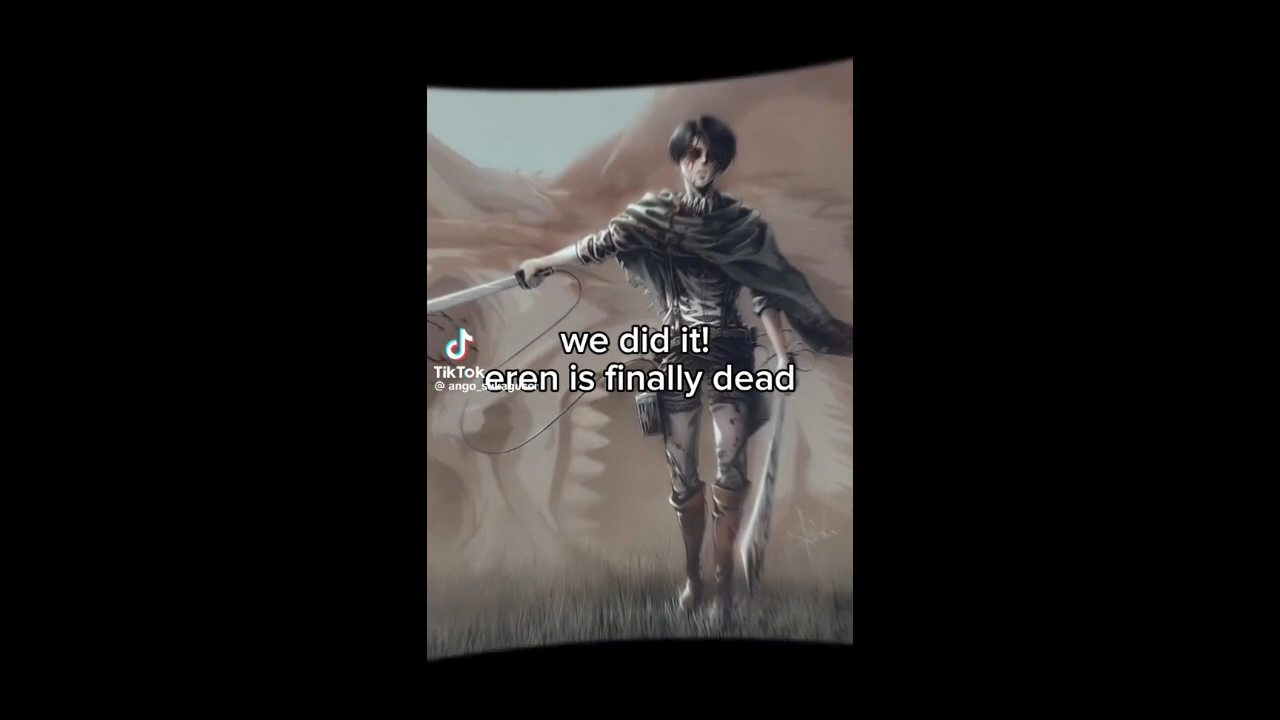 we did it!
eren is finally dead
TikTok